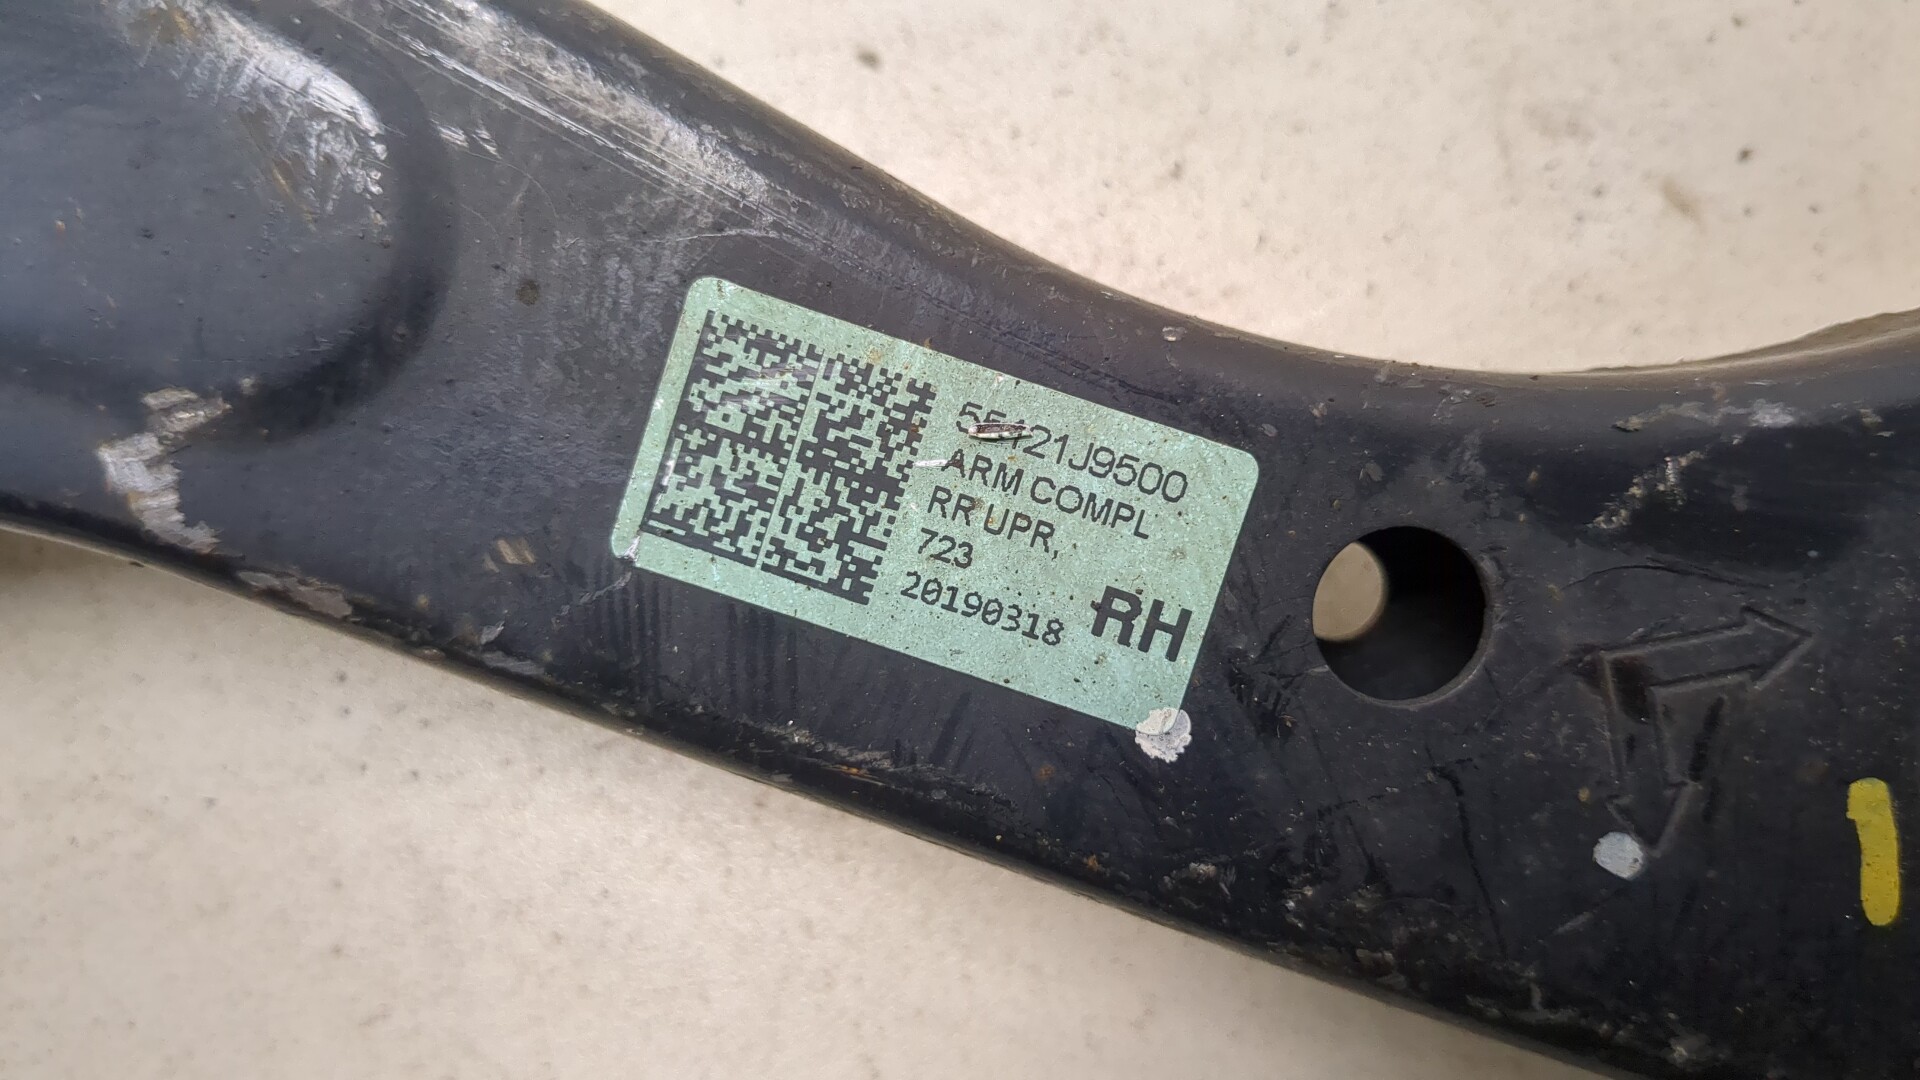 ARM COMPL
RR UPR,
723
20190318
RH